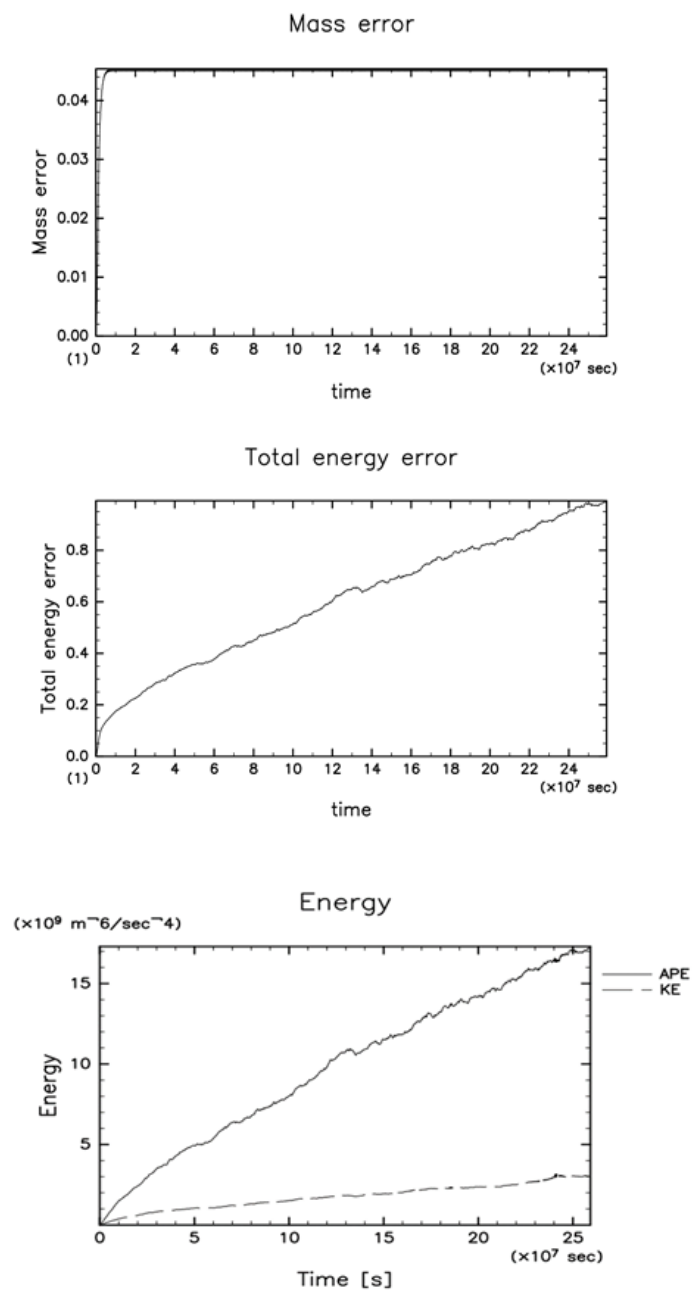 Mass error
0.04
0.03
0.02
0.01
0.00
Mass error
0 2 4 6 8 10 12 14 16 18 20 22 24
(1)
(×10⁷ sec)
time
Total energy error
0.8
0.6
0.4
0.2
0.0
Total energy error
0 2 4 6 8 10 12 14 16 18 20 22 24
(1)
(×10⁷ sec)
time
Energy
(×10⁹ m¬6/sec¬4)
15
10
5
Energy
APE
KE
0 5 10 15 20 25
(×10⁷ sec)
Time [s]